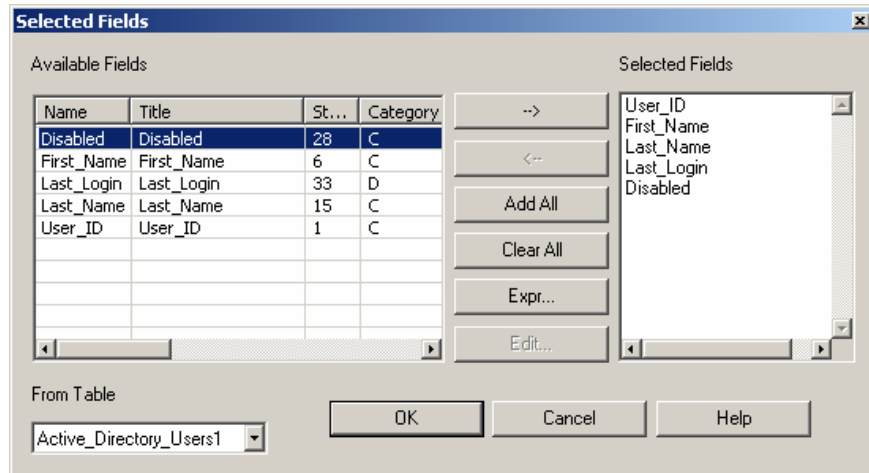 Selected Fields
Available Fields
Selected Fields
Name Title St... Category
Disabled Disabled 28 C
First_Name First_Name 6 C
Last_Login Last_Login 33 D
Last_Name Last_Name 15 C
User_ID User_ID 1 C
-->
<--
Add All
Clear All
Expr...
Edit...
User_ID
First_Name
Last_Name
Last_Login
Disabled
From Table
Active_Directory_Users1
OK Cancel Help